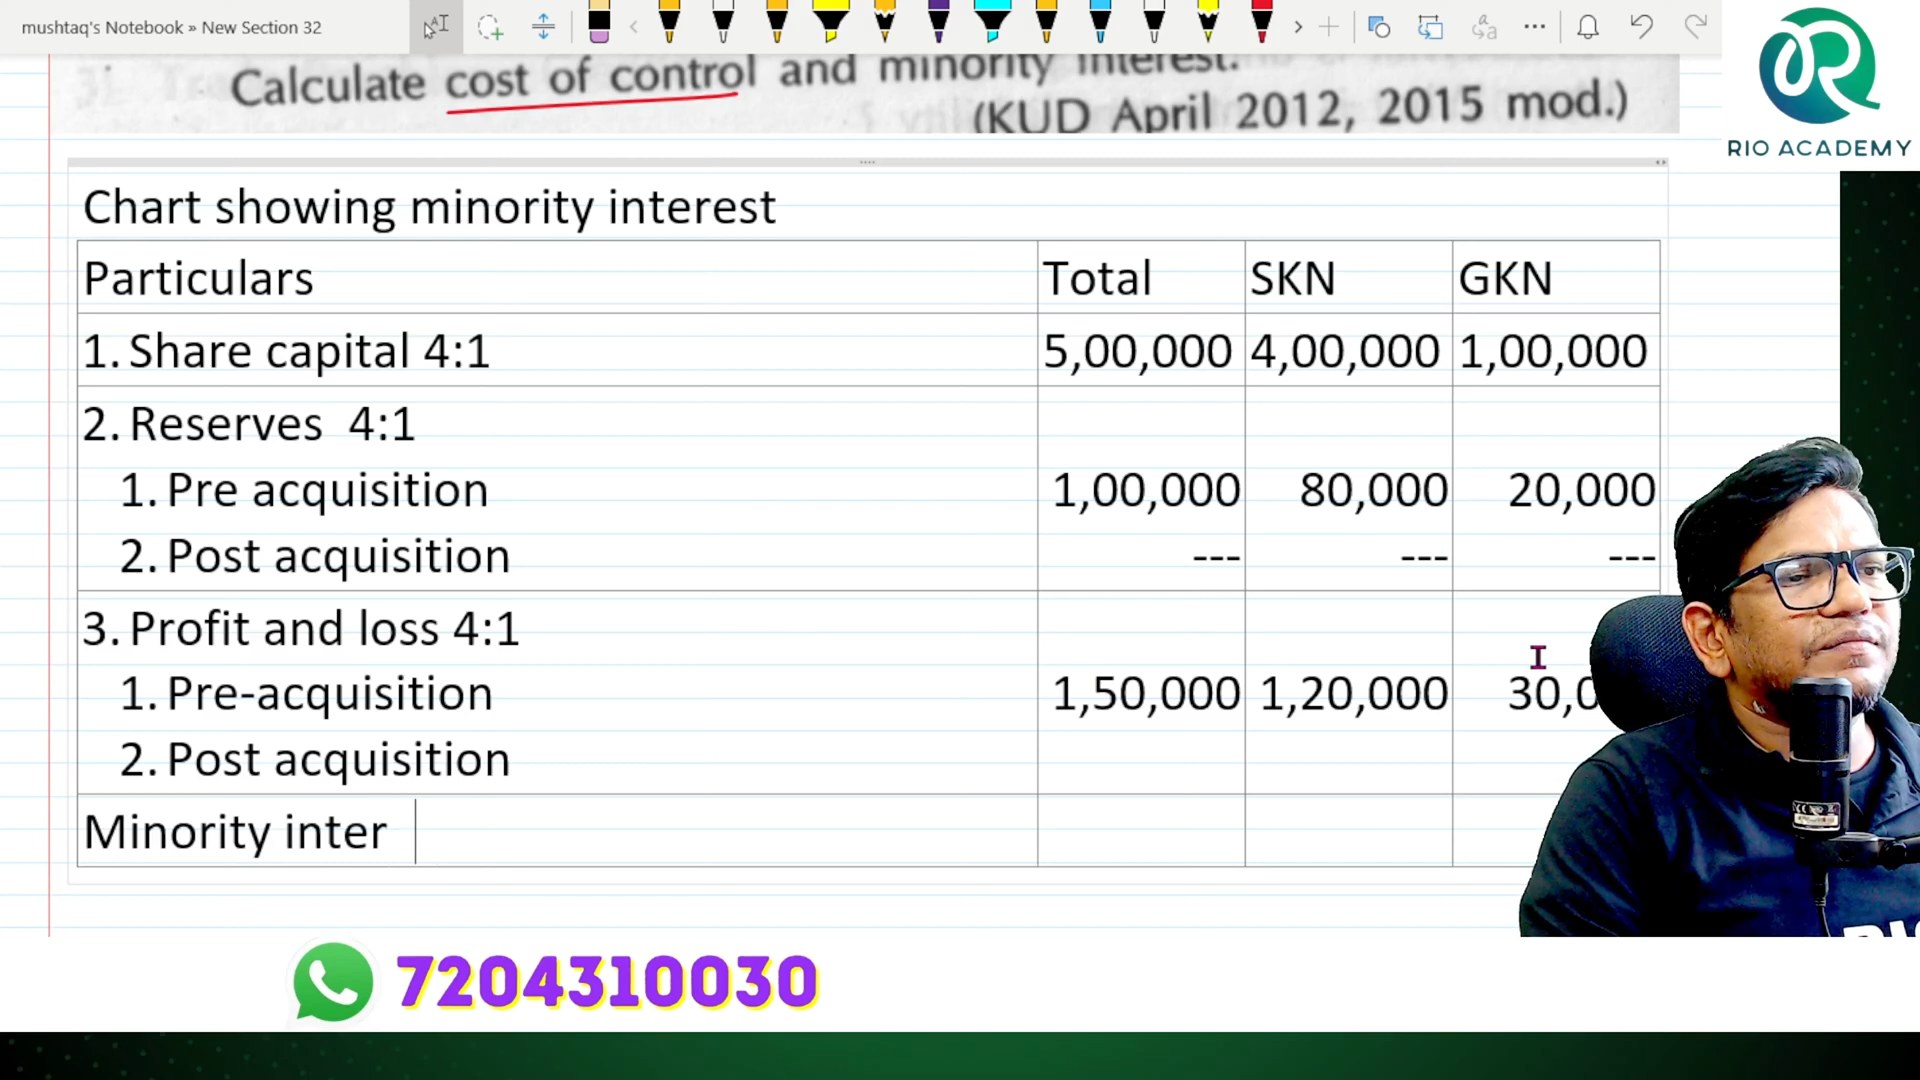 mushtaq's Notebook » New Section 32
Calculate cost of control and minority interest.
(KUD April 2012, 2015 mod.)
RIO ACADEMY
Chart showing minority interest
Particulars Total SKN GKN
1. Share capital 4:1 5,00,000 4,00,000 1,00,000
2. Reserves 4:1
1. Pre acquisition 1,00,000 80,000 20,000
2. Post acquisition --- --- ---
3. Profit and loss 4:1
1. Pre-acquisition 1,50,000 1,20,000 30,0
2. Post acquisition
Minority inter
7204310030